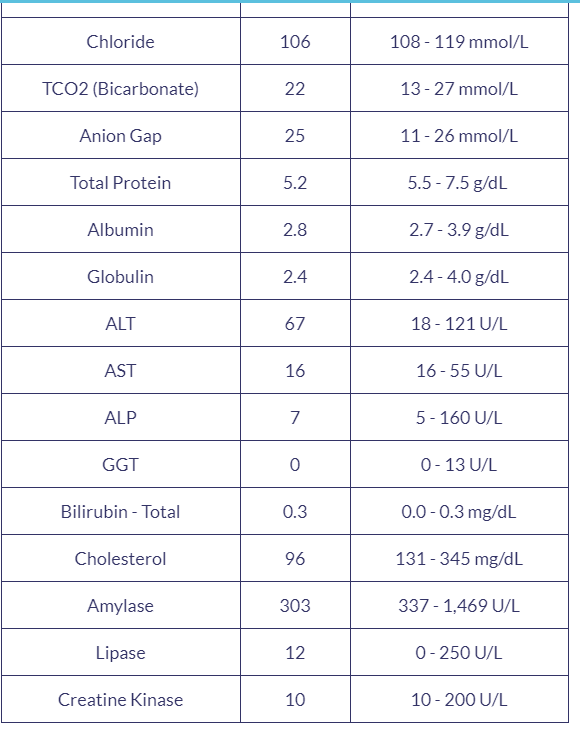 Chloride 106 108 - 119 mmol/L
TCO2 (Bicarbonate) 22 13 - 27 mmol/L
Anion Gap 25 11 - 26 mmol/L
Total Protein 5.2 5.5 - 7.5 g/dL
Albumin 2.8 2.7 - 3.9 g/dL
Globulin 2.4 2.4 - 4.0 g/dL
ALT 67 18 - 121 U/L
AST 16 16 - 55 U/L
ALP 7 5 - 160 U/L
GGT 0 0 - 13 U/L
Bilirubin - Total 0.3 0.0 - 0.3 mg/dL
Cholesterol 96 131 - 345 mg/dL
Amylase 303 337 - 1,469 U/L
Lipase 12 0 - 250 U/L
Creatine Kinase 10 10 - 200 U/L